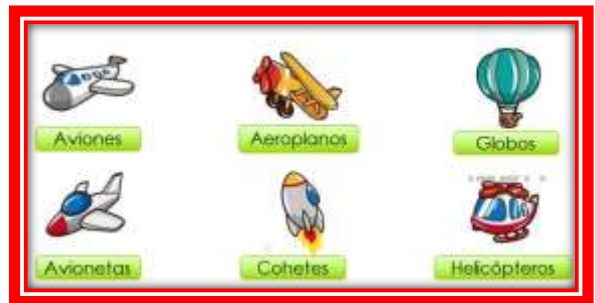 Aviones
Aeroplanos
Globos
Avionetas
Cohetes
Helicópteros